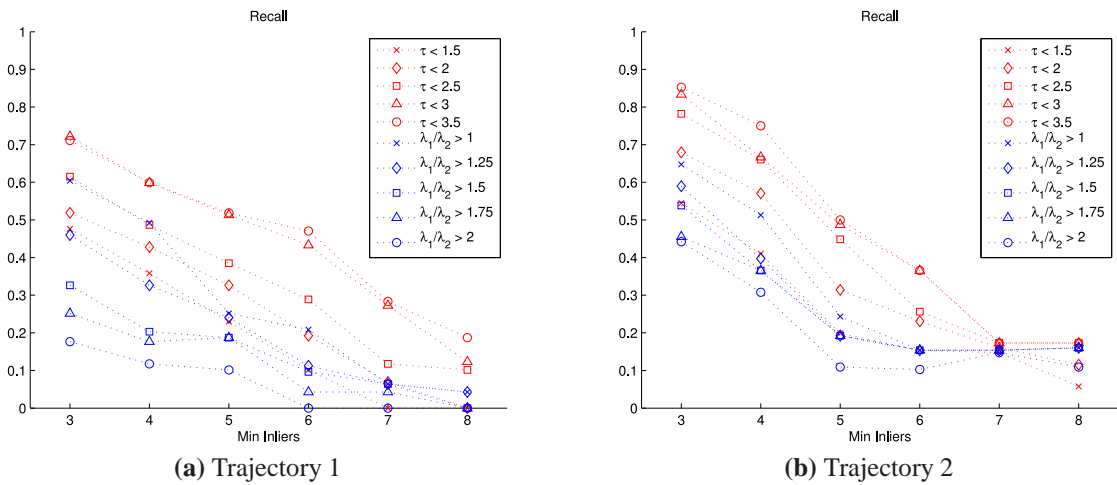 Recall
1
0.9
0.8
0.7
0.6
0.5
0.4
0.3
0.2
0.1
0
3 4 5 6 7 8
Min Inliers
τ < 1.5
τ < 2
τ < 2.5
τ < 3
τ < 3.5
λ₁/λ₂ > 1
λ₁/λ₂ > 1.25
λ₁/λ₂ > 1.5
λ₁/λ₂ > 1.75
λ₁/λ₂ > 2
(a) Trajectory 1
Recall
1
0.9
0.8
0.7
0.6
0.5
0.4
0.3
0.2
0.1
0
3 4 5 6 7 8
Min Inliers
τ < 1.5
τ < 2
τ < 2.5
τ < 3
τ < 3.5
λ₁/λ₂ > 1
λ₁/λ₂ > 1.25
λ₁/λ₂ > 1.5
λ₁/λ₂ > 1.75
λ₁/λ₂ > 2
(b) Trajectory 2